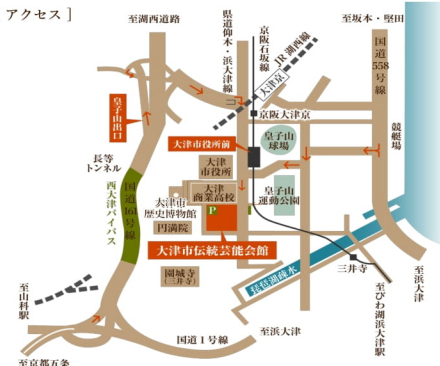 アクセス］
至湖西道路
県道仰木・浜大津線
京阪石坂線
JR湖西線
大津京
至坂本・堅田
国道558号線
皇子山出口
京阪大津京
競艇場
大津市役所前
皇子山
球場
長等
トンネル
大津
市役所
大津
商業高校
皇子山
運動公園
国道161号線
西大津バイパス
大津市
歴史博物館
P
円満院
大津市伝統芸能会館
園城寺
（三井寺）
琵琶湖疏水
三井寺
至浜大津
至びわ湖浜大津駅
至山科駅
国道1号線
至浜大津
至京都五条